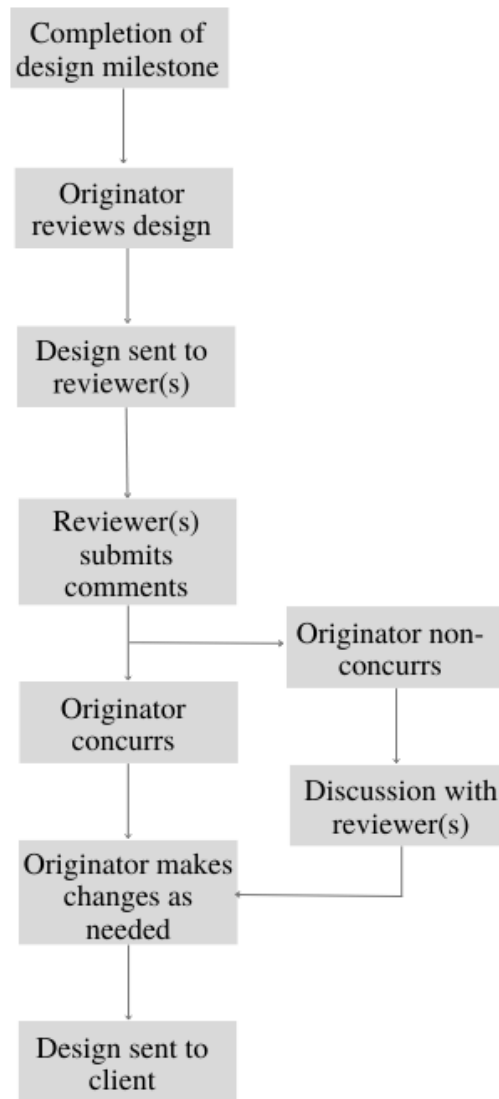 Completion of
design milestone
Originator
reviews design
Design sent to
reviewer(s)
Reviewer(s)
submits
comments
Originator non-
concurrs
Originator
concurrs
Discussion with
reviewer(s)
Originator makes
changes as
needed
Design sent to
client